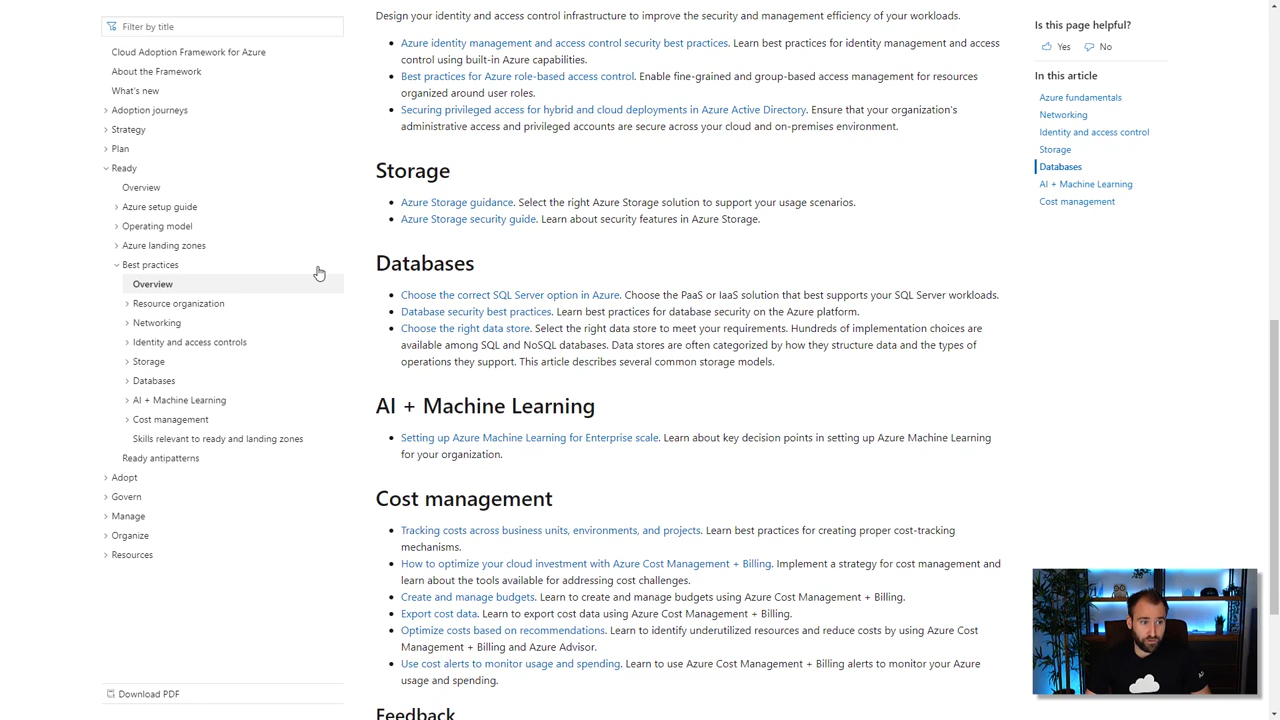 Filter by title
Cloud Adoption Framework for Azure
About the Framework
What's new
Adoption journeys
Strategy
Plan
Ready
Overview
Azure setup guide
Operating model
Azure landing zones
Best practices
Overview
Resource organization
Networking
Identity and access controls
Storage
Databases
AI + Machine Learning
Cost management
Skills relevant to ready and landing zones
Ready antipatterns
Adopt
Govern
Manage
Organize
Resources
Download PDF
Design your identity and access control infrastructure to improve the security and management efficiency of your workloads.
Azure identity management and access control security best practices. Learn best practices for identity management and access
control using built-in Azure capabilities.
Best practices for Azure role-based access control. Enable fine-grained and group-based access management for resources
organized around user roles.
Securing privileged access for hybrid and cloud deployments in Azure Active Directory. Ensure that your organization's
administrative access and privileged accounts are secure across your cloud and on-premises environment.
Storage
Azure Storage guidance. Select the right Azure Storage solution to support your usage scenarios.
Azure Storage security guide. Learn about security features in Azure Storage.
Databases
Choose the correct SQL Server option in Azure. Choose the PaaS or IaaS solution that best supports your SQL Server workloads.
Database security best practices. Learn best practices for database security on the Azure platform.
Choose the right data store. Select the right data store to meet your requirements. Hundreds of implementation choices are
available among SQL and NoSQL databases. Data stores are often categorized by how they structure data and the types of
operations they support. This article describes several common storage models.
AI + Machine Learning
Setting up Azure Machine Learning for Enterprise scale. Learn about key decision points in setting up Azure Machine Learning
for your organization.
Cost management
Tracking costs across business units, environments, and projects. Learn best practices for creating proper cost-tracking
mechanisms.
How to optimize your cloud investment with Azure Cost Management + Billing. Implement a strategy for cost management and
learn about the tools available for addressing cost challenges.
Create and manage budgets. Learn to create and manage budgets using Azure Cost Management + Billing.
Export cost data. Learn to export cost data using Azure Cost Management + Billing.
Optimize costs based on recommendations. Learn to identify underutilized resources and reduce costs by using Azure Cost
Management + Billing and Azure Advisor.
Use cost alerts to monitor usage and spending. Learn to use Azure Cost Management + Billing alerts to monitor your Azure
usage and spending.
Feedback
Is this page helpful?
Yes No
In this article
Azure fundamentals
Networking
Identity and access control
Storage
Databases
AI + Machine Learning
Cost management